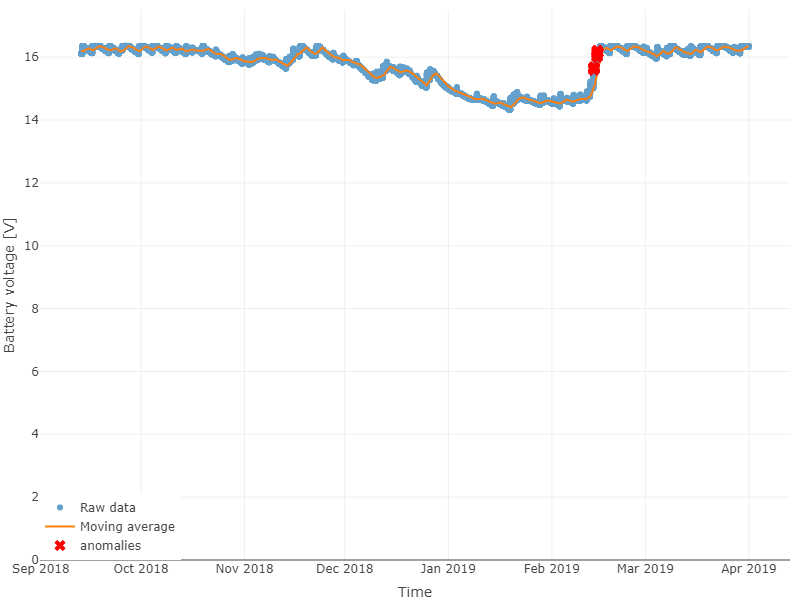 16
14
12
10
8
6
4
2
0
Battery voltage [V]
Raw data
Moving average
anomalies
Sep 2018 Oct 2018 Nov 2018 Dec 2018 Jan 2019 Feb 2019 Mar 2019 Apr 2019
Time